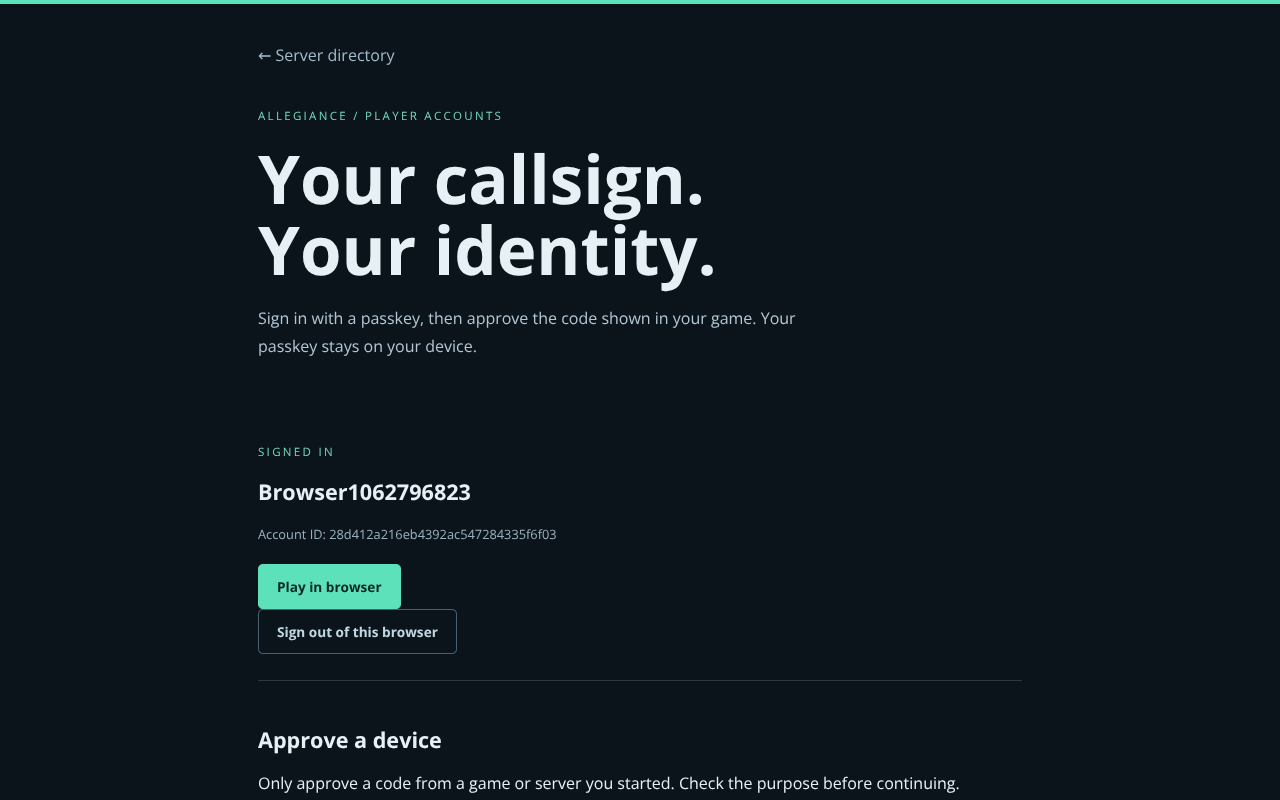 ← Server directory
ALLEGIANCE / PLAYER ACCOUNTS
Your callsign.
Your identity.
Sign in with a passkey, then approve the code shown in your game. Your
passkey stays on your device.
SIGNED IN
Browser1062796823
Account ID: 28d412a216eb4392ac547284335f6f03
Play in browser
Sign out of this browser
Approve a device
Only approve a code from a game or server you started. Check the purpose before continuing.